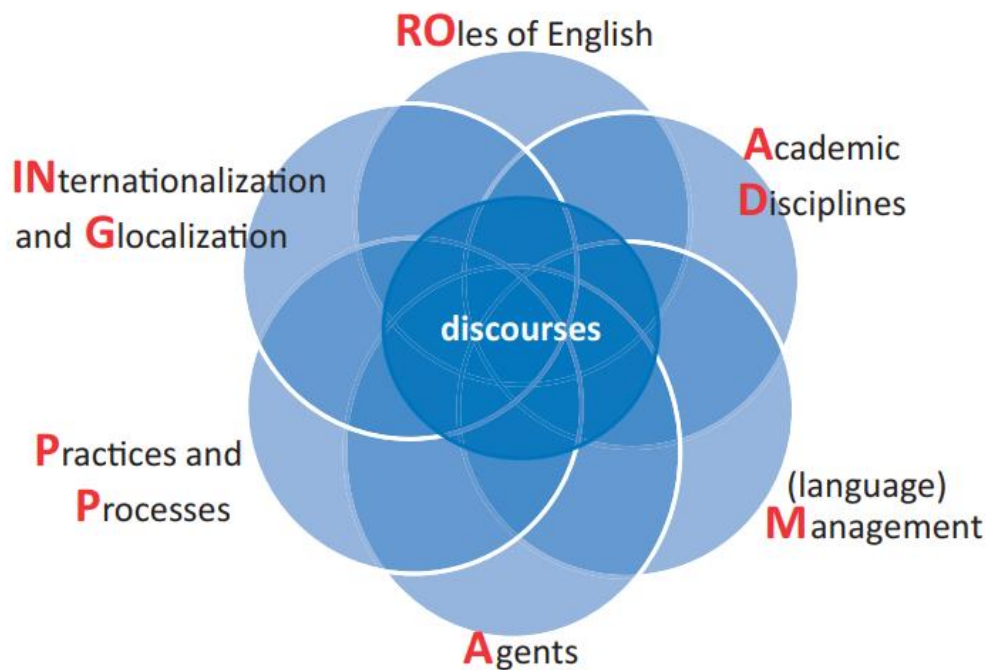 ROles of English
Academic
Disciplines
(language)
Management
Agents
Practices and
Processes
INternationalization
and Glocalization
discourses